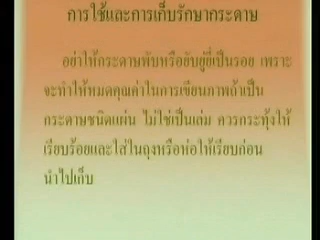 การใช้และการเก็บรักษากระดาษ
อย่าให้กระดาษพับหรือยับยู่ยี่เป็นรอย เพราะ
จะทำให้หมดคุณค่าในการเขียนภาพถ้าเป็น
กระดาษชนิดแผ่น ไม่ใช่เป็นเล่ม ควรกระทุ้งให้
เรียบร้อยและใส่ในถุงหรือห่อให้เรียบก่อน
นำไปเก็บ